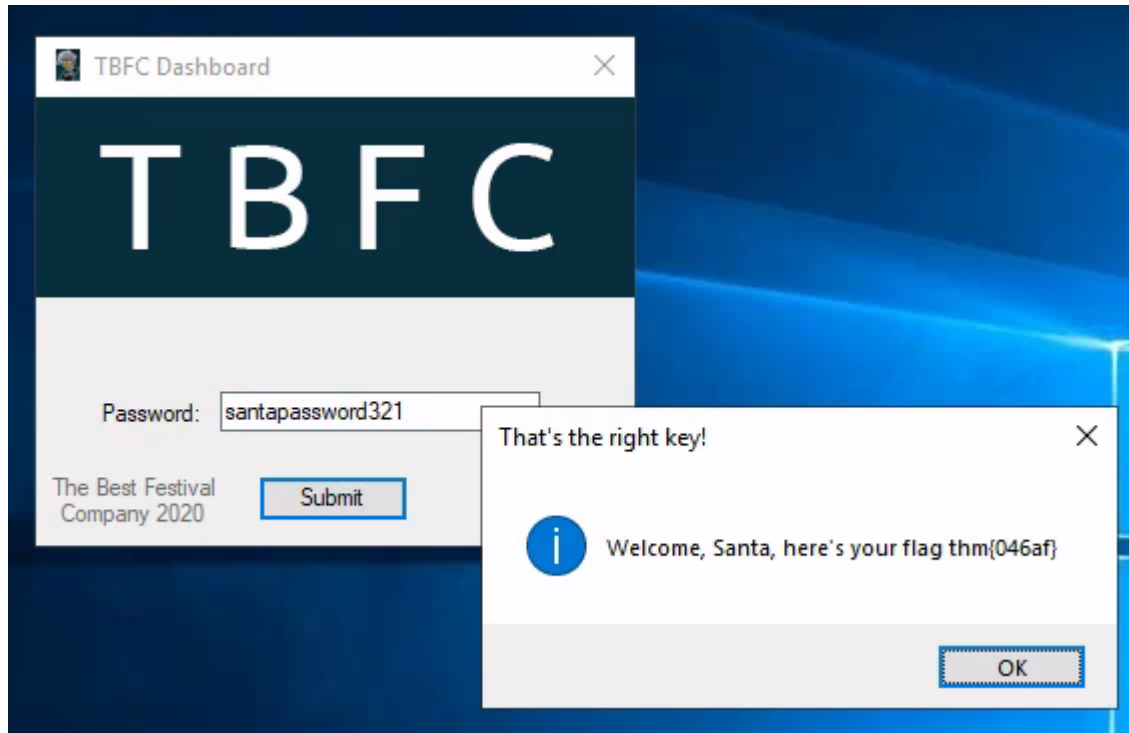 TBFC Dashboard
T B F C
Password: santapassword321
The Best Festival
Company 2020
Submit
That's the right key!
Welcome, Santa, here's your flag thm{046af}
OK